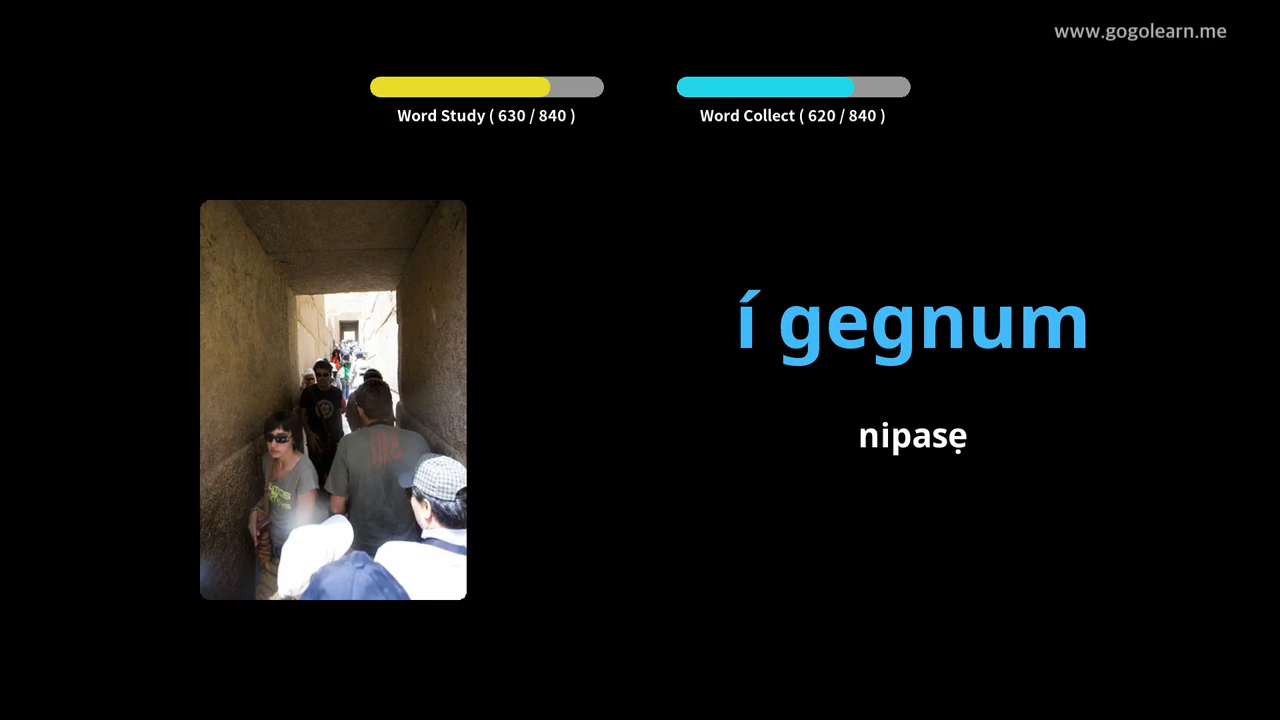 www.gogolearn.me
Word Study ( 630 / 840 )
Word Collect ( 620 / 840 )
í gegnum
nipasẹ